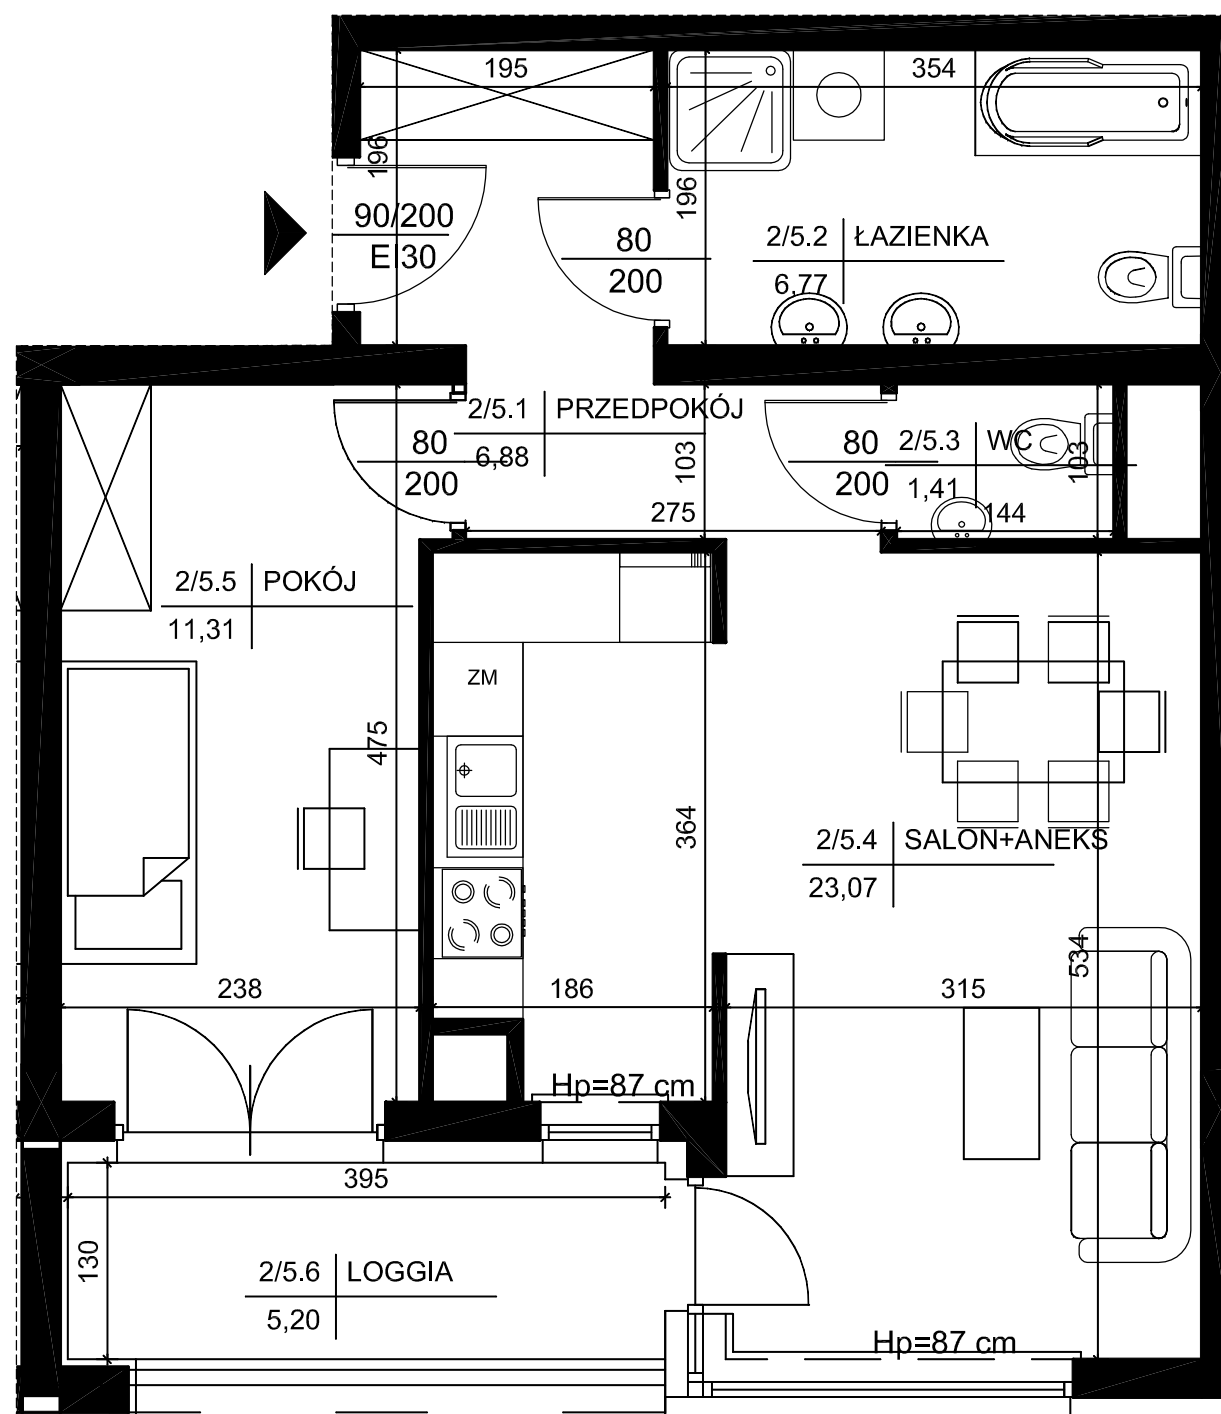 195
354
196
90/200
EI30
80
200
196
2/5.2 ŁAZIENKA
6,77
2/5.1 PRZEDPOKÓJ
6,88
80
200
103
275
80
200
2/5.3 WC
1,41
103
144
2/5.5 POKÓJ
11,31
ZM
475
364
2/5.4 SALON+ANEKS
23,07
534
238
186
315
Hp=87 cm
395
130
2/5.6 LOGGIA
5,20
Hp=87 cm